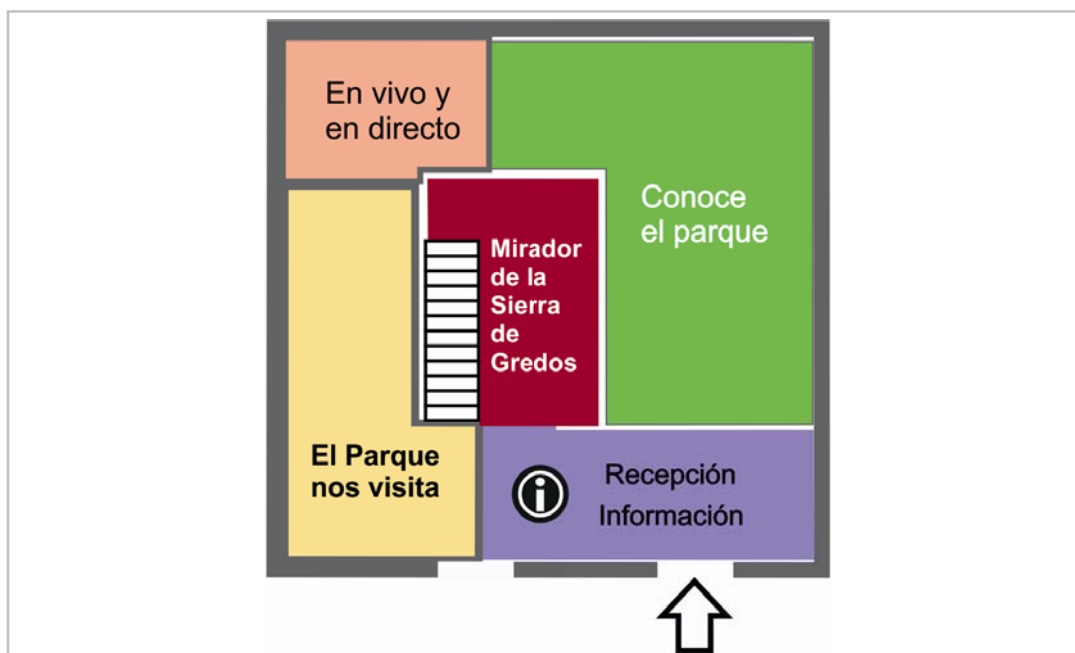 En vivo y
en directo
Conoce
el parque
Mirador
de la
Sierra
de
Gredos
El Parque
nos visita
i
Recepción
Información